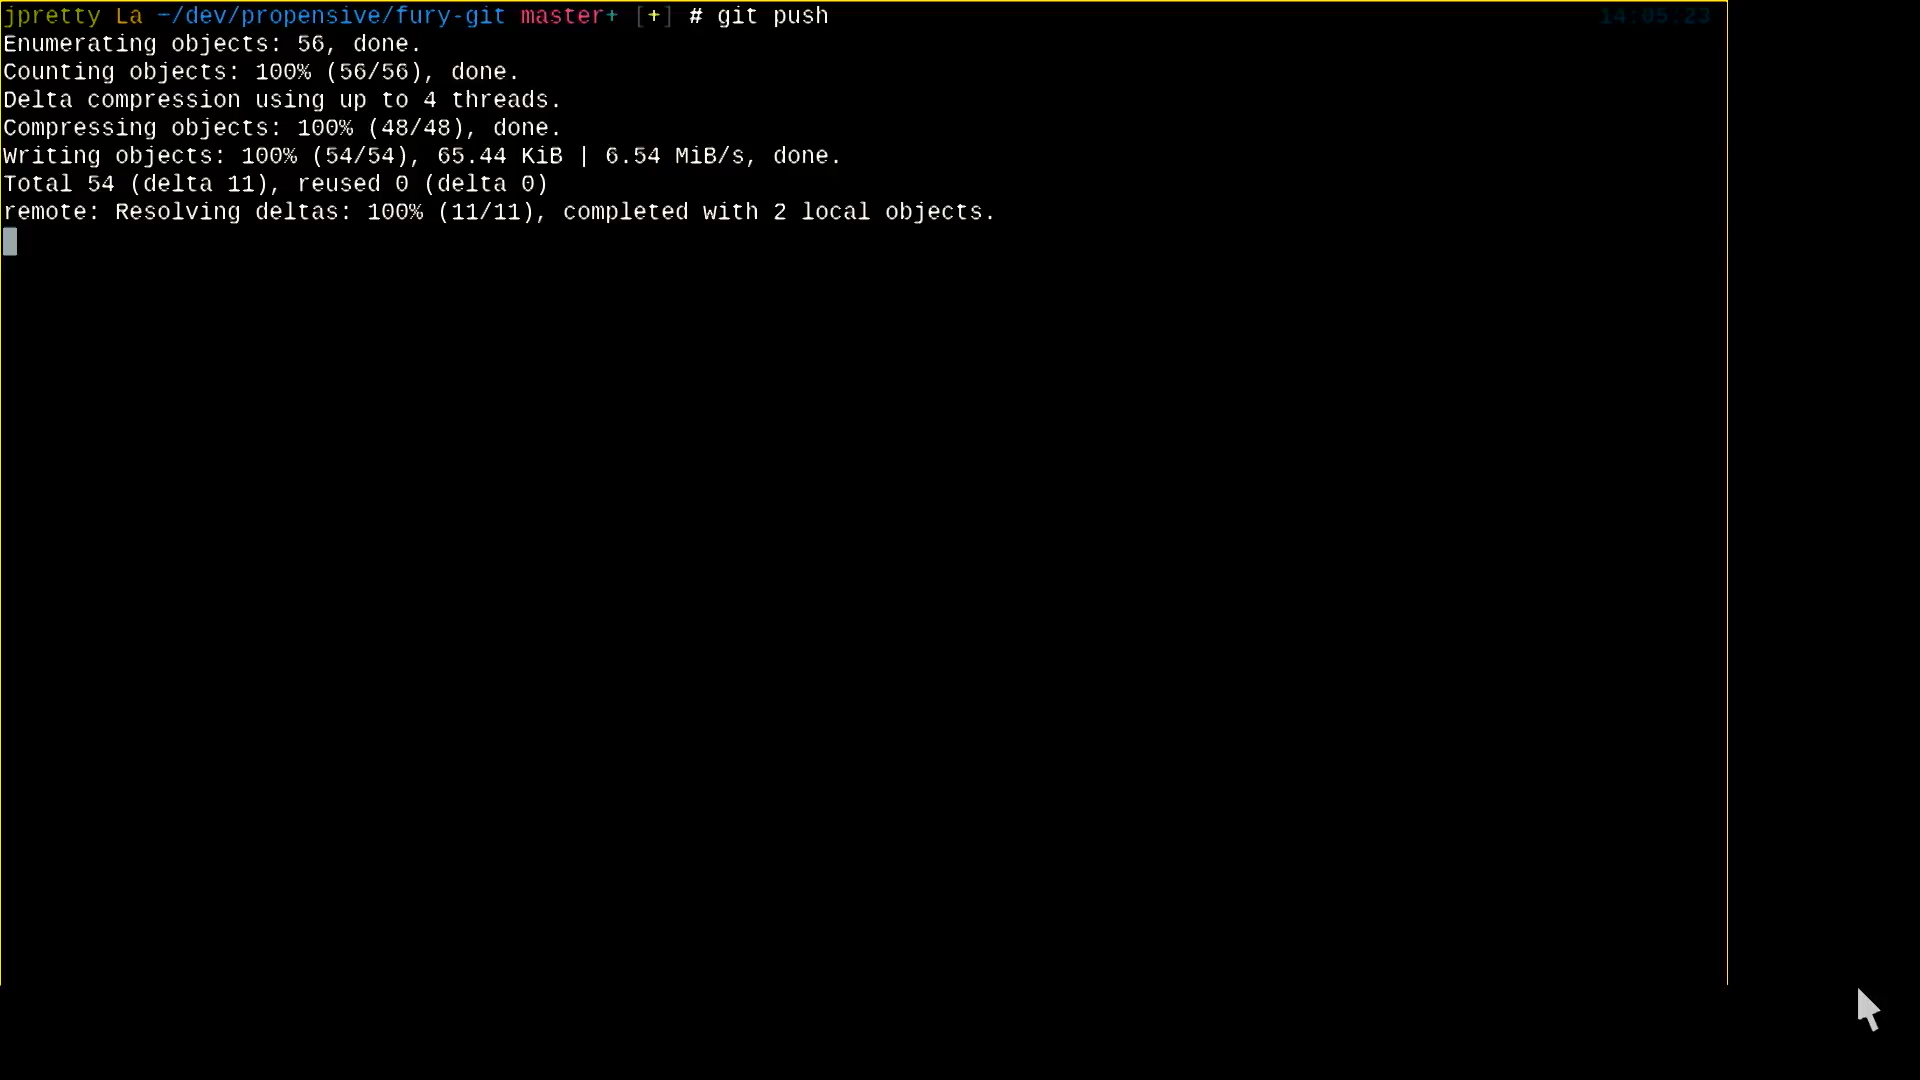 jpretty La ~/dev/propensive/fury-git master+ [+] # git push 14:05:23
Enumerating objects: 56, done.
Counting objects: 100% (56/56), done.
Delta compression using up to 4 threads.
Compressing objects: 100% (48/48), done.
Writing objects: 100% (54/54), 65.44 KiB | 6.54 MiB/s, done.
Total 54 (delta 11), reused 0 (delta 0)
remote: Resolving deltas: 100% (11/11), completed with 2 local objects.